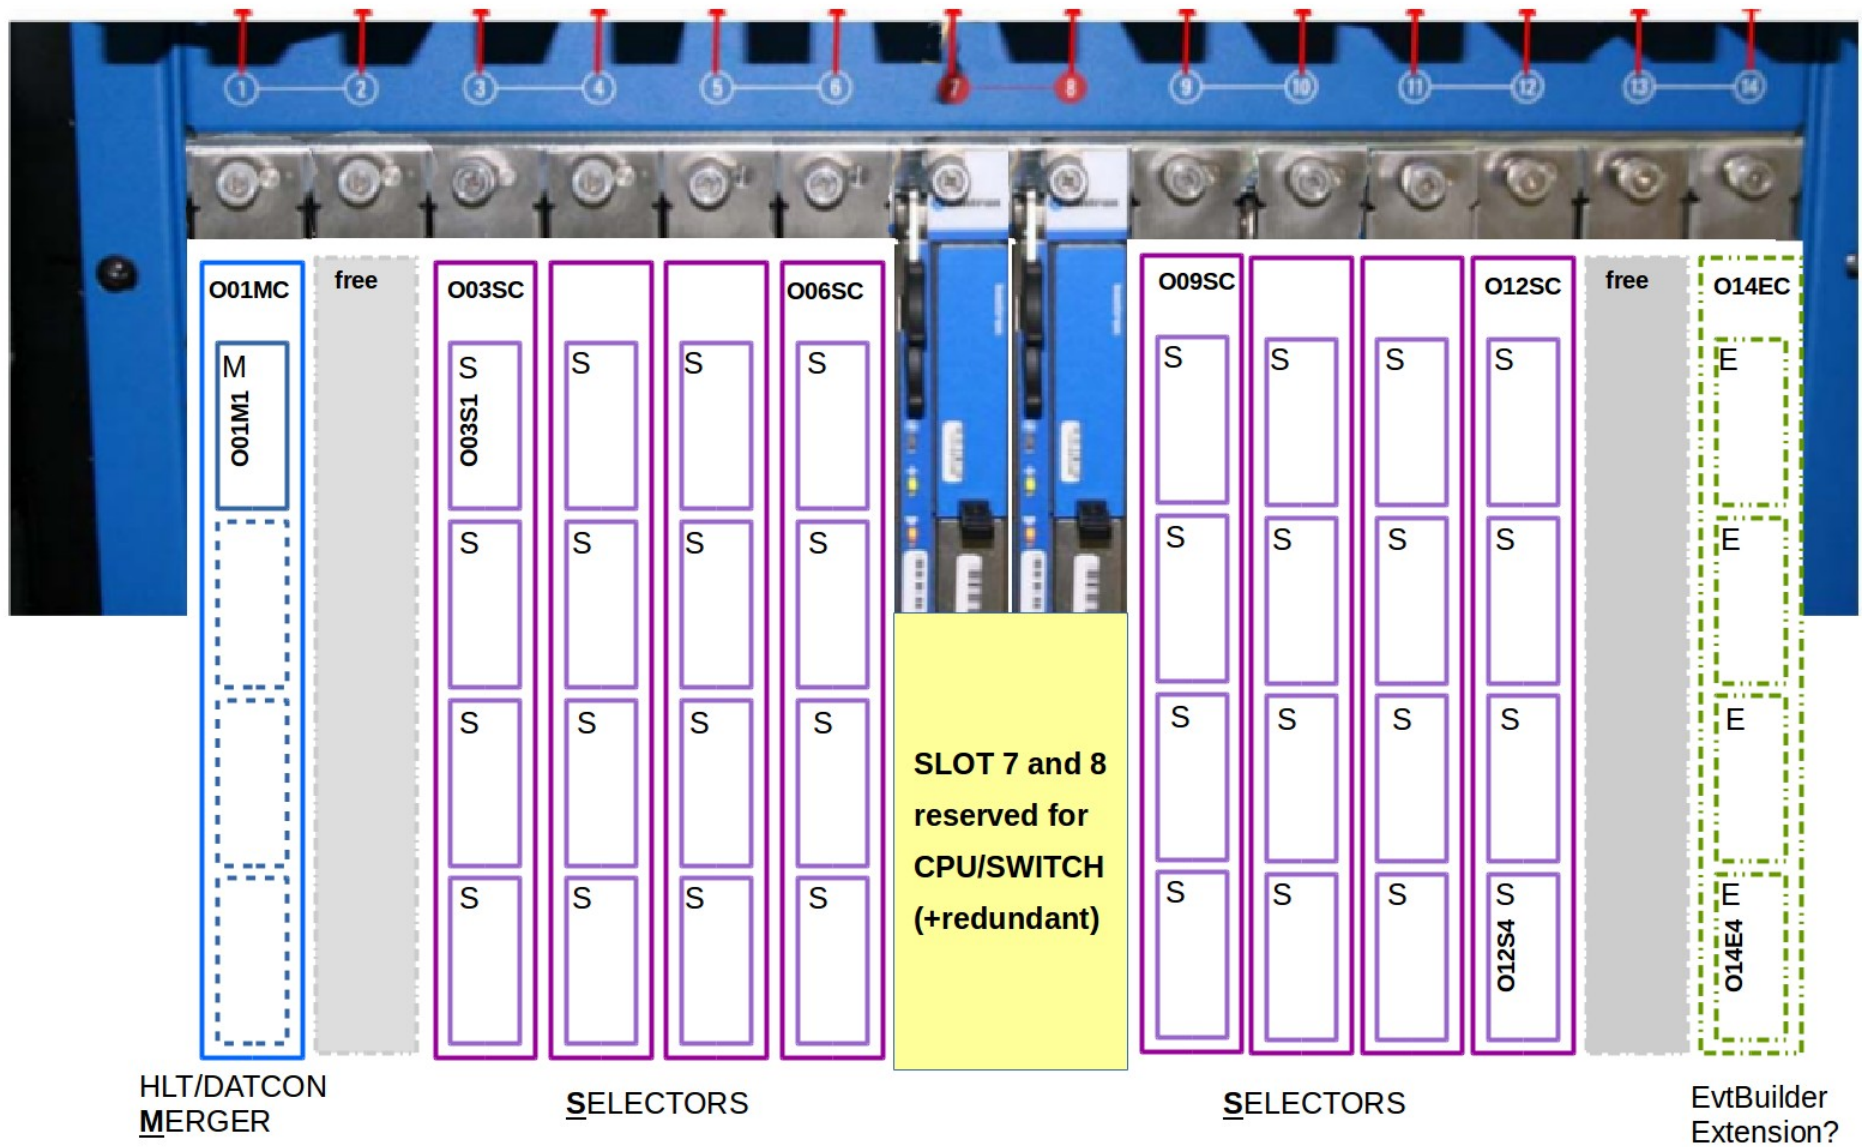 1 2 3 4 5 6 7 8 9 10 11 12 13 14
O01MC free O03SC O06SC O09SC O12SC free O14EC
M S S S S S S S S E
O01M1 O03S1
S S S S S S S S E
S S S S S S S S E
S S S S S S S S E
O12S4 O14E4
SLOT 7 and 8
reserved for
CPU/SWITCH
(+redundant)
HLT/DATCON
MERGER
SELECTORS
SELECTORS
EvtBuilder
Extension?